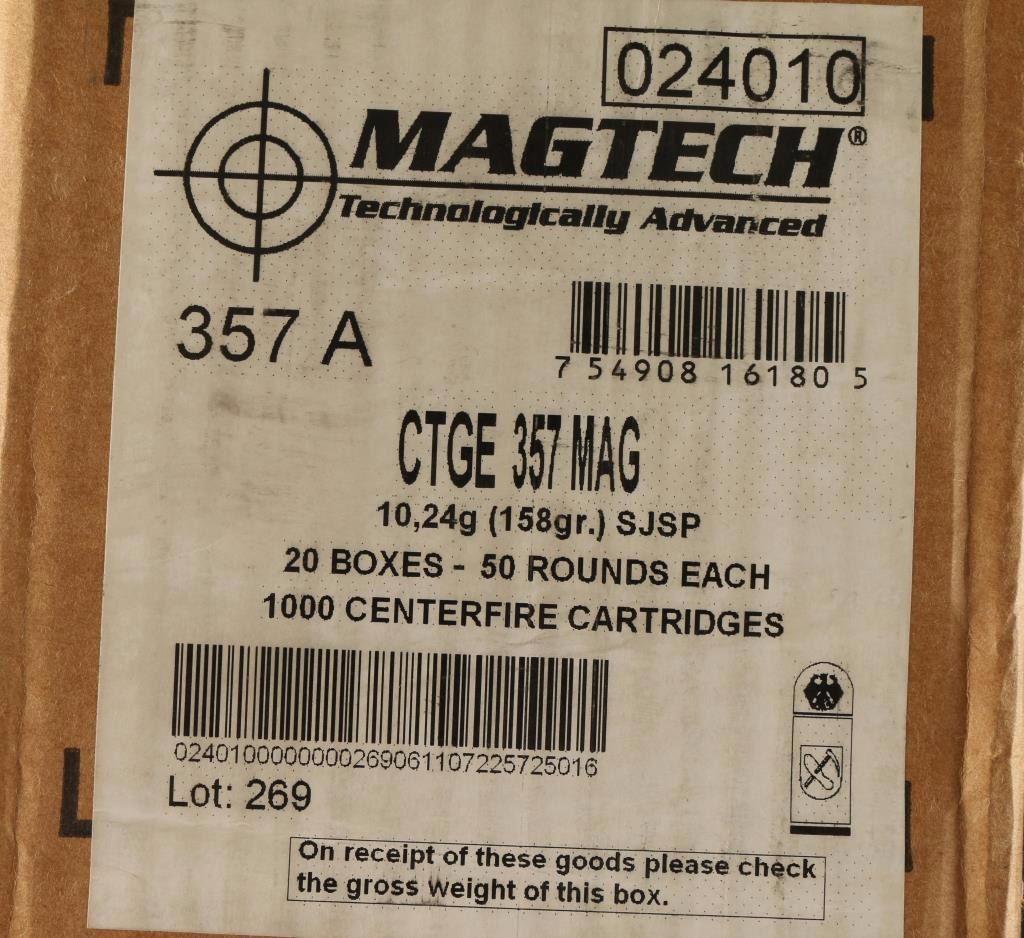 024010
MAGTECH®
Technologically Advanced
357 A
7 54908 16180 5
CTGE 357 MAG
10,24g (158gr.) SJSP
20 BOXES - 50 ROUNDS EACH
1000 CENTERFIRE CARTRIDGES
0240100000000269061107225725016
Lot: 269
On receipt of these goods please check
the gross weight of this box.